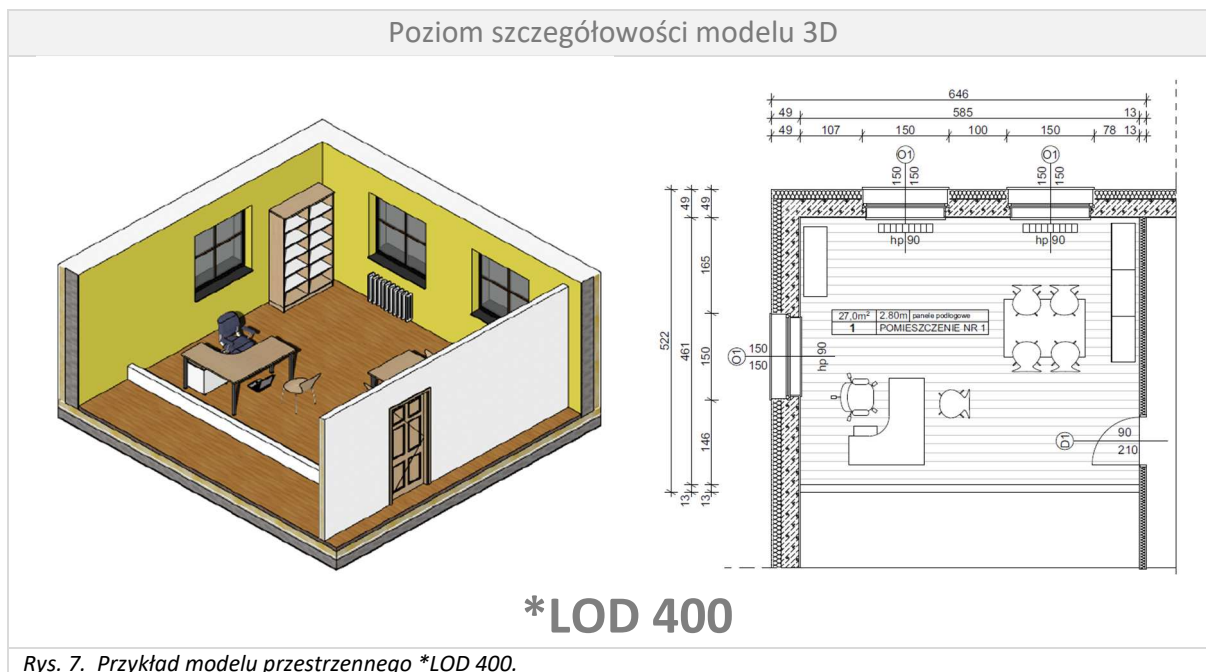 Poziom szczegółowości modelu 3D
646
49 585 13
49 107 150 100 150 78 13
O1 O1
150 150 150 150
49 49
hp 90 hp 90
165
27,0m² 2.80m panele podłogowe
1 POMIESZCZENIE NR 1
522 461 150
O1 150 150 hp 90
146
D1 90 210
13 13
*LOD 400
Rys. 7. Przykład modelu przestrzennego *LOD 400.